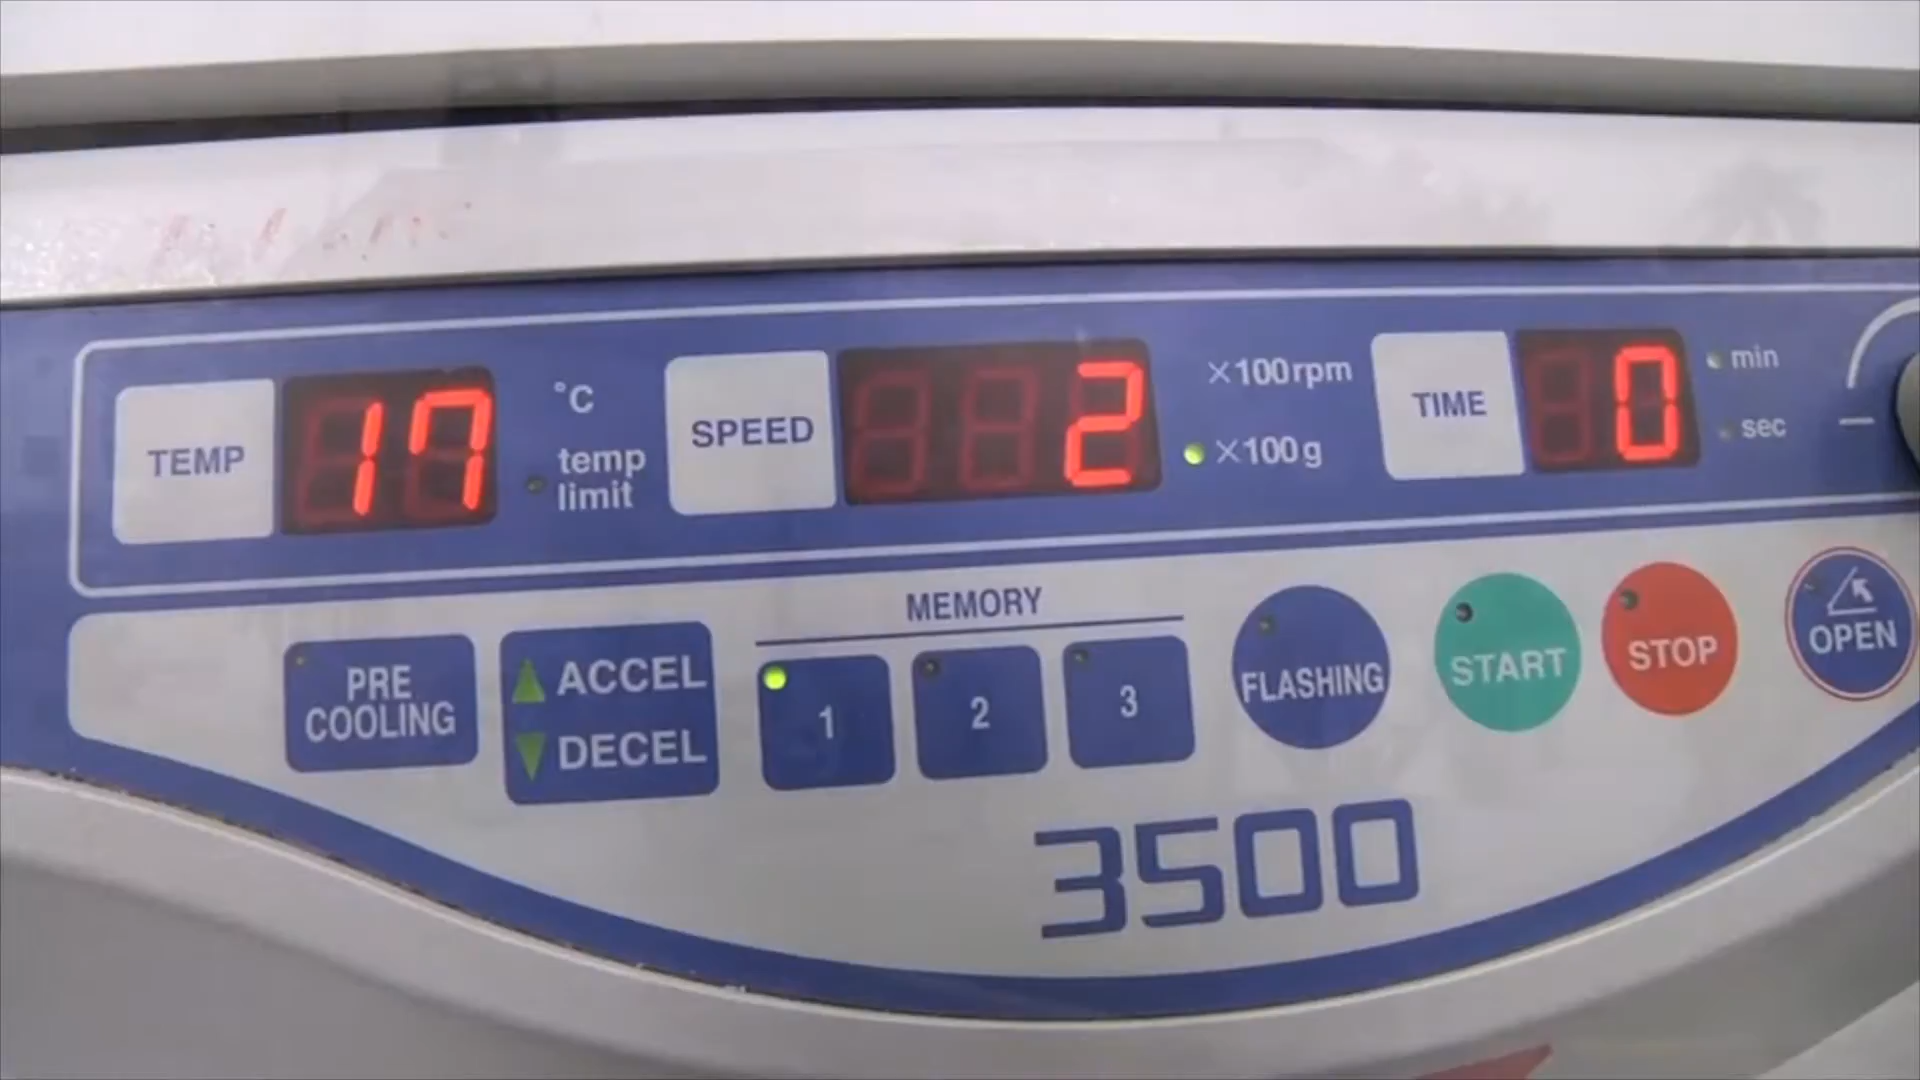 TEMP
17
°C
temp
limit
SPEED
2
×100rpm
×100g
TIME
0
min
sec
PRE
COOLING
ACCEL
DECEL
MEMORY
1
2
3
FLASHING
START
STOP
OPEN
3500